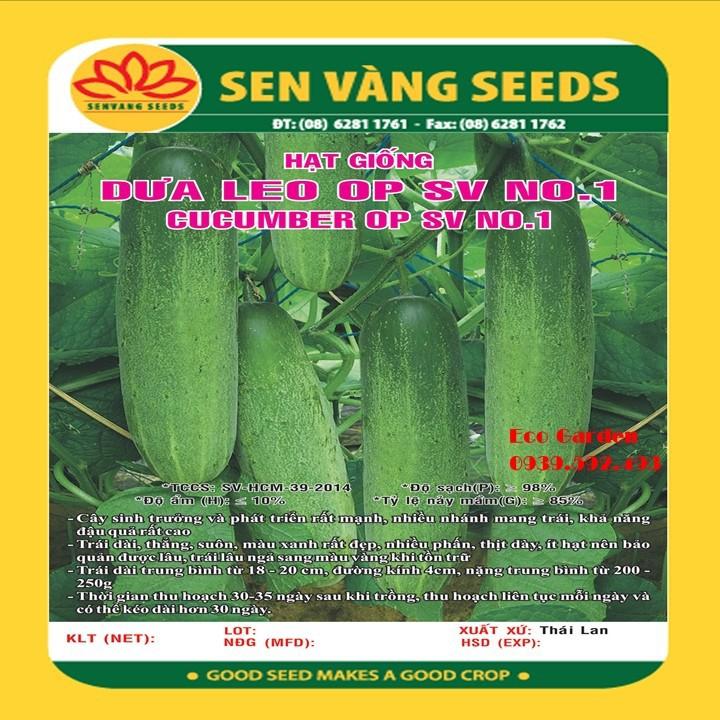 SENVANG SEEDS
SEN VÀNG SEEDS
ĐT: (08) 6281 1761 - Fax: (08) 6281 1762
HẠT GIỐNG
DƯA LEO OP SV NO.1
CUCUMBER OP SV NO.1
Eco Garden
0939.592.493
*TCCS: SV-HCM-39-2014 *Độ sạch(P): ≥ 98%
*Độ ẩm (H): ≤ 10% *Tỷ lệ nảy mầm(G): ≥ 85%
- Cây sinh trưởng và phát triển rất mạnh, nhiều nhánh mang trái, khả năng
đậu quả rất cao
- Trái dài, thẳng, suôn, màu xanh rất đẹp, nhiều phấn, thịt dày, ít hạt nên bảo
quản được lâu, trái lâu ngả sang màu vàng khi tồn trữ
- Trái dài trung bình từ 18 - 20 cm, đường kính 4cm, nặng trung bình từ 200 -
250g
- Thời gian thu hoạch 30-35 ngày sau khi trồng, thu hoạch liên tục mỗi ngày và
có thể kéo dài hơn 30 ngày.
KLT (NET):
LOT:
NĐG (MFD):
XUẤT XỨ: Thái Lan
HSD (EXP):
● GOOD SEED MAKES A GOOD CROP ●